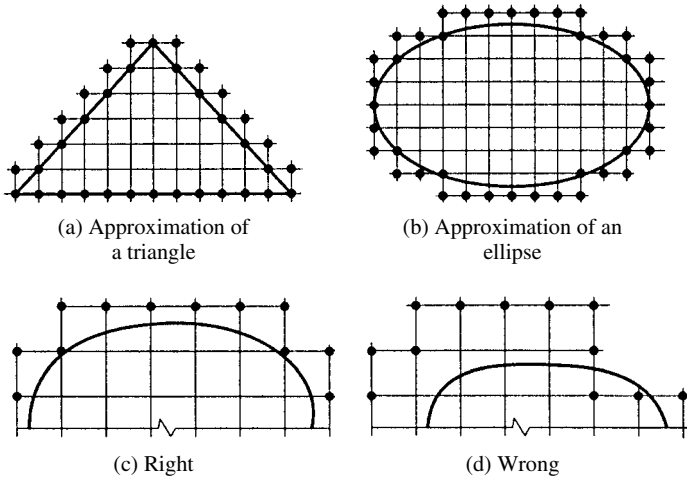 (a) Approximation of
a triangle
(b) Approximation of an
ellipse
(c) Right
(d) Wrong